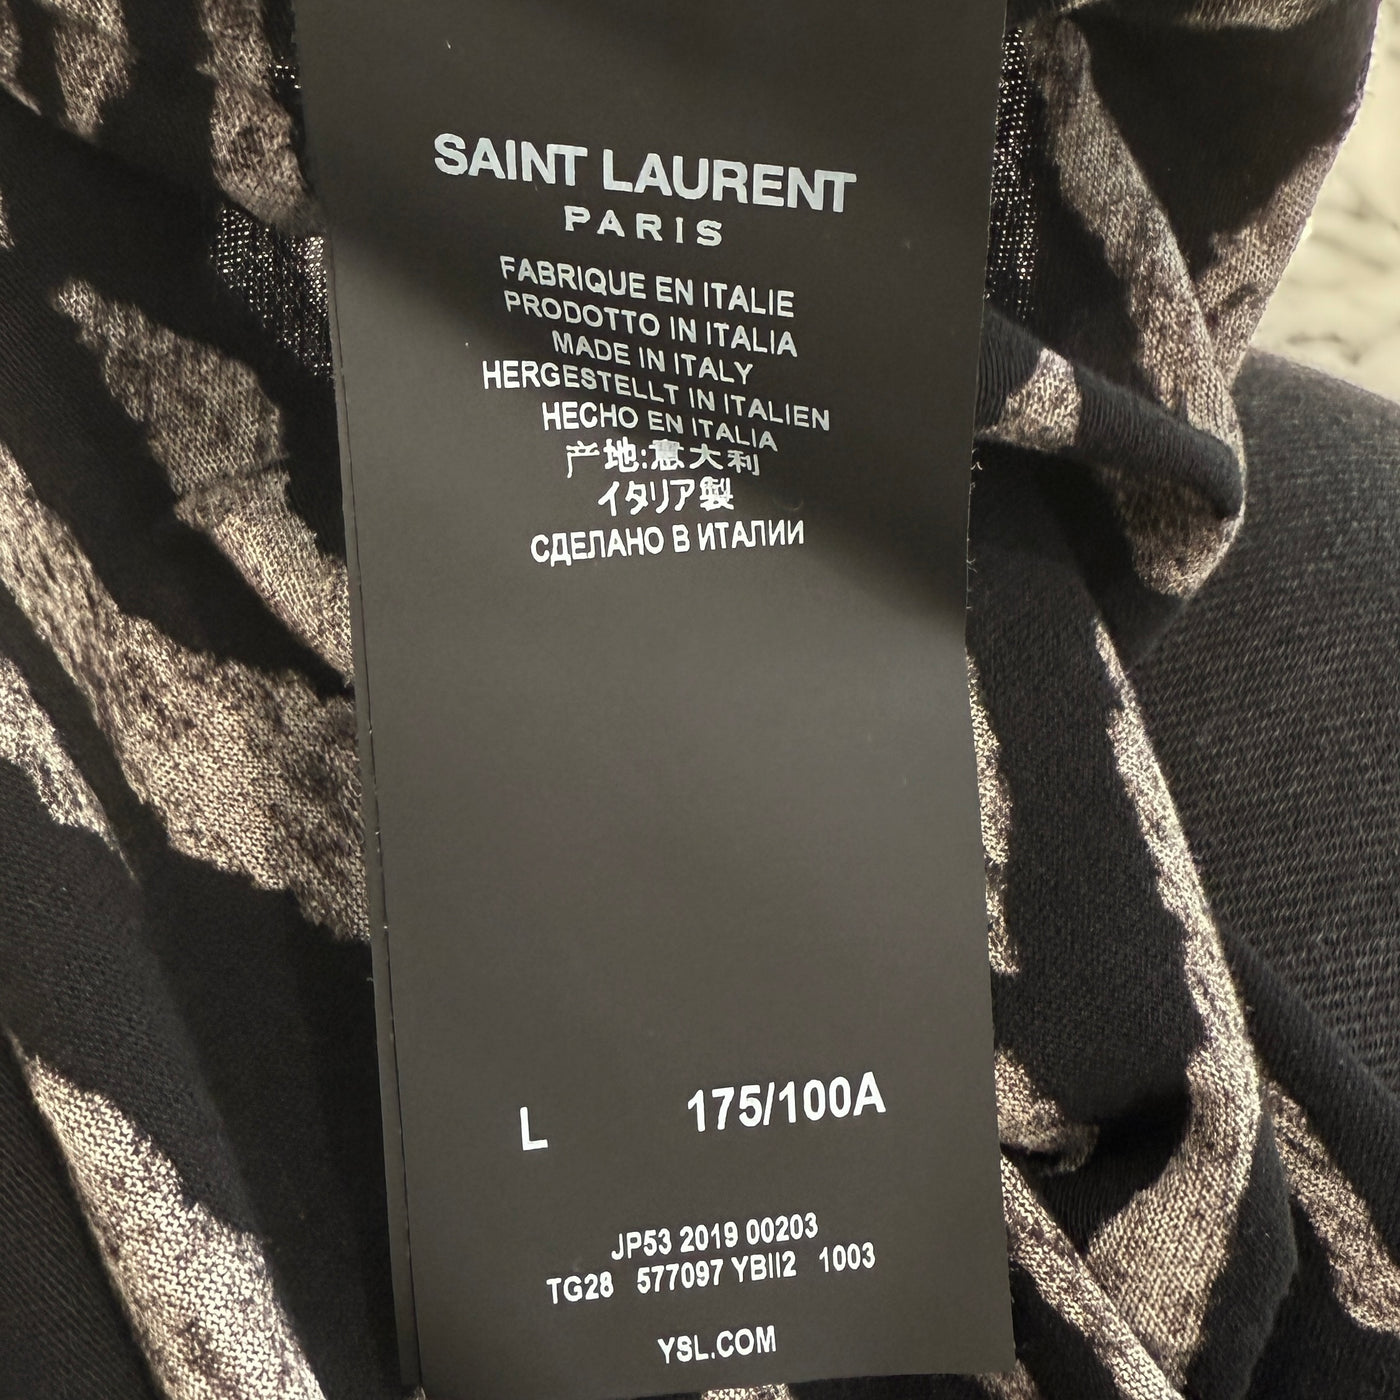 SAINT LAURENT
PARIS
FABRIQUE EN ITALIE
PRODOTTO IN ITALIA
MADE IN ITALY
HERGESTELLT IN ITALIEN
HECHO EN ITALIA
产地:意大利
イタリア製
СДЕЛАНО В ИТАЛИИ
L 175/100A
JP53 2019 00203
TG28 577097 YBII2 1003
YSL.COM